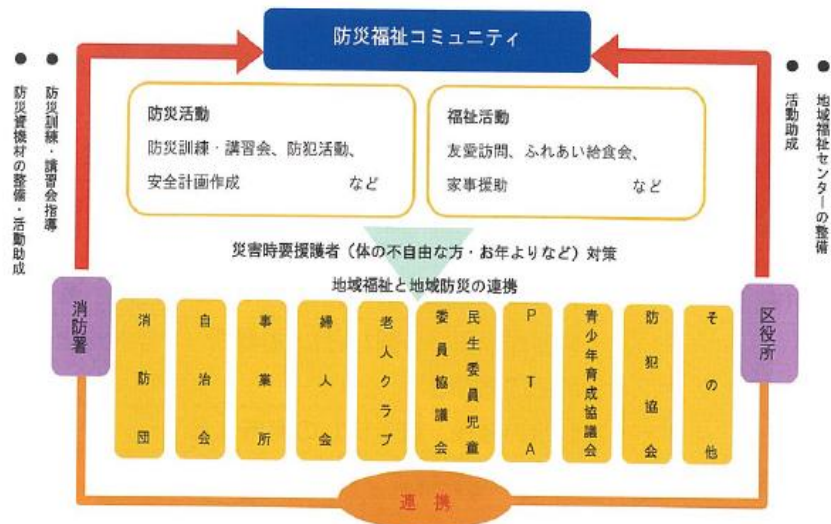 防災福祉コミュニティ
● 防災訓練・講習会指導
● 防災資機材の整備・活動助成
防災活動
防災訓練・講習会、防犯活動、
安全計画作成 など
福祉活動
友愛訪問、ふれあい給食会、
家事援助 など
● 地域福祉センターの整備
● 活動助成
災害時要援護者（体の不自由な方・お年よりなど）対策
地域福祉と地域防災の連携
消防署
消防団
自治会
事業所
婦人会
老人クラブ
民生委員児童
委員協議会
PTA
青少年育成協議会
防犯協会
その他
区役所
連携